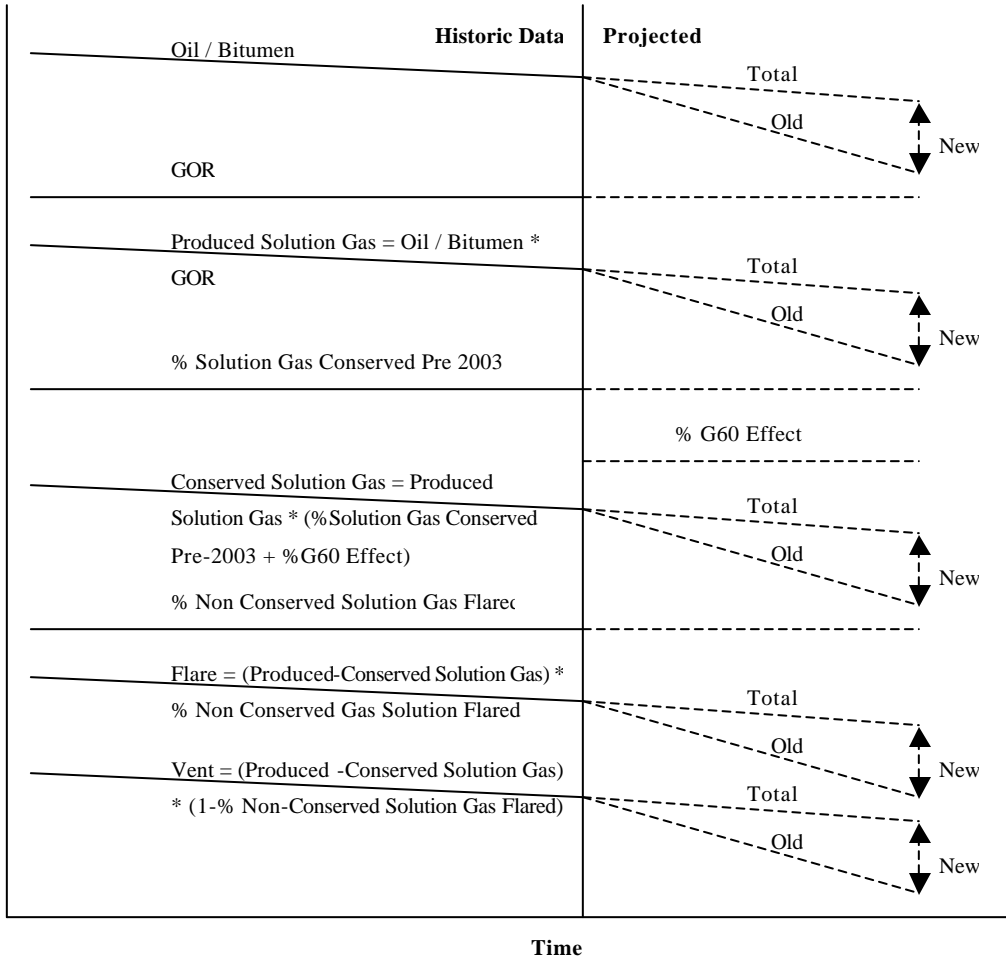 Historic Data Projected
Oil / Bitumen
Total
Old
New
GOR
Produced Solution Gas = Oil / Bitumen *
GOR
Total
Old
New
% Solution Gas Conserved Pre 2003
% G60 Effect
Conserved Solution Gas = Produced
Solution Gas * (%Solution Gas Conserved
Pre-2003 + %G60 Effect)
Total
Old
New
% Non Conserved Solution Gas Flared
Flare = (Produced-Conserved Solution Gas) *
% Non Conserved Gas Solution Flared
Total
Old
New
Vent = (Produced -Conserved Solution Gas)
* (1-% Non-Conserved Solution Gas Flared)
Total
Old
New
Time